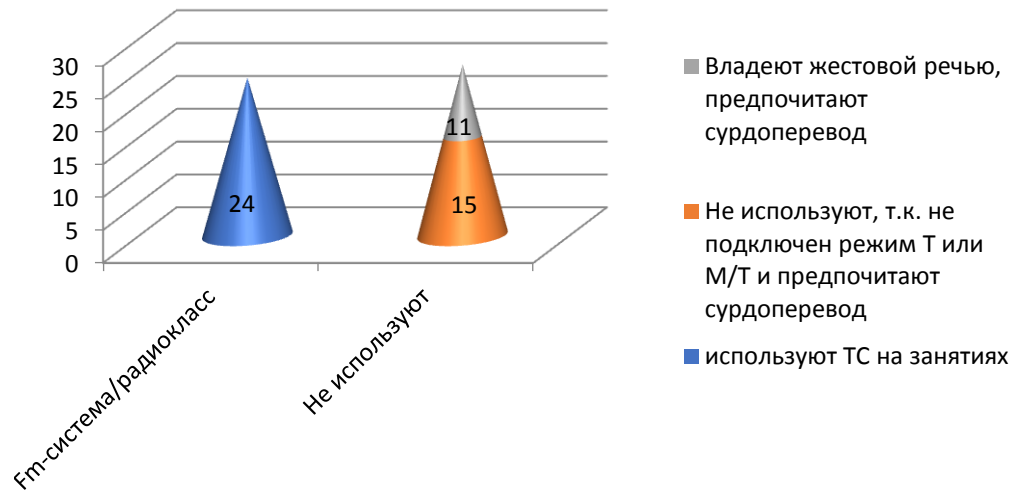 30
25
20
15
10
5
0
24
11
15
Fm-система/радиокласс
Не используют
Владеют жестовой речью,
предпочитают
сурдоперевод
Не используют, т.к. не
подключен режим Т или
М/Т и предпочитают
сурдоперевод
используют ТС на занятиях